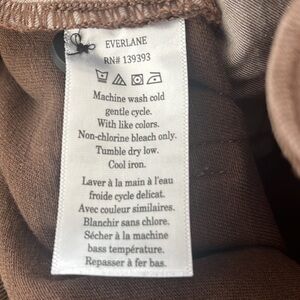 EVERLANE
RN# 139393
Machine wash cold
gentle cycle.
With like colors.
Non-chlorine bleach only.
Tumble dry low.
Cool iron.
Laver à la main à l'eau
froide cycle délicat.
Avec couleur similaires.
Blanchir sans chlore.
Sécher à la machine
bass température.
Repasser à fer bas.